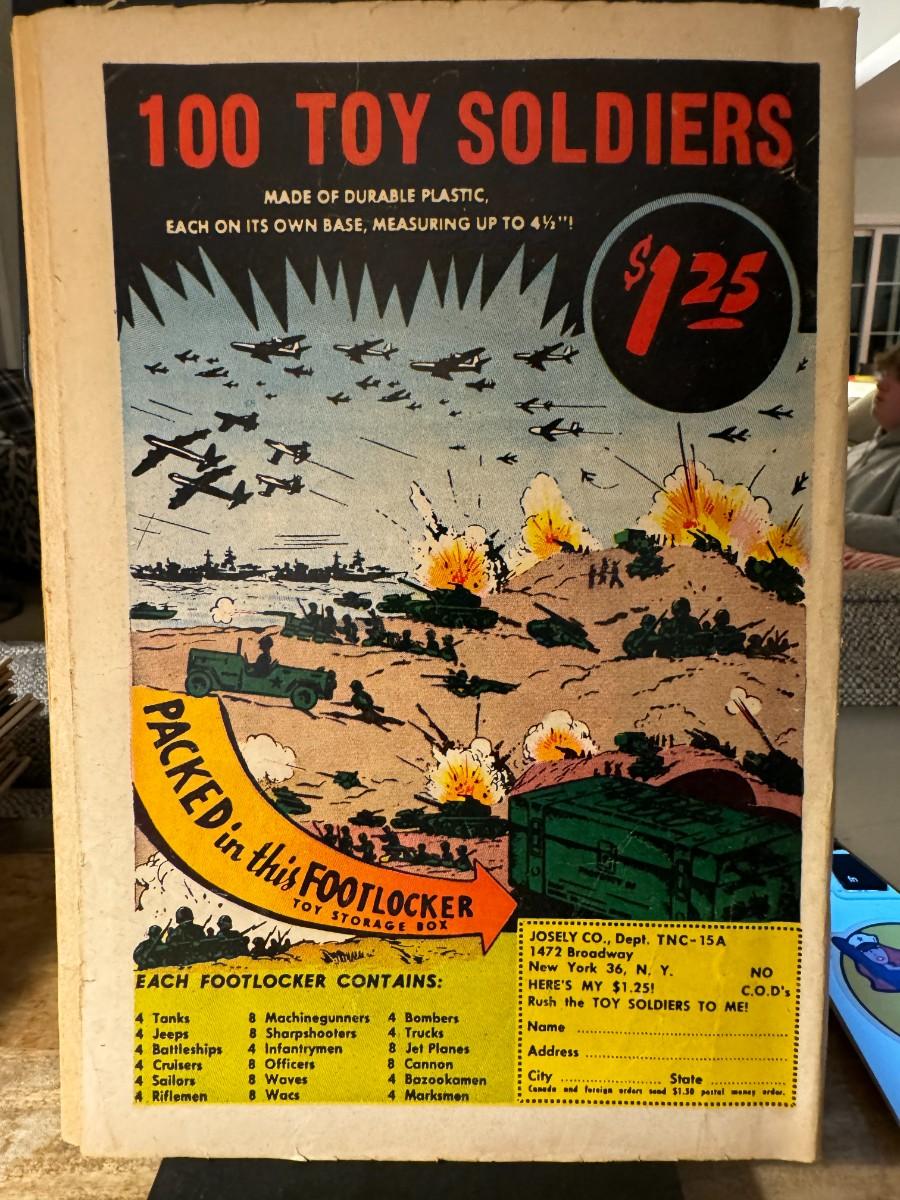 100 TOY SOLDIERS
MADE OF DURABLE PLASTIC,
EACH ON ITS OWN BASE, MEASURING UP TO 4½"!
$1.25
PACKED in this FOOTLOCKER
TOY STORAGE BOX
EACH FOOTLOCKER CONTAINS:
4 Tanks
4 Jeeps
4 Battleships
4 Cruisers
4 Sailors
4 Riflemen
8 Machinegunners
8 Sharpshooters
4 Infantrymen
8 Officers
8 Waves
8 Wacs
4 Bombers
4 Trucks
8 Jet Planes
8 Cannon
4 Bazookamen
4 Marksmen
JOSELY CO., Dept. TNC-15A
1472 Broadway
New York 36, N. Y.
HERE'S MY $1.25!
Rush the TOY SOLDIERS TO ME!
NO
C.O.D's
Name
Address
City State
Canada and foreign orders send $1.50 postal money order.